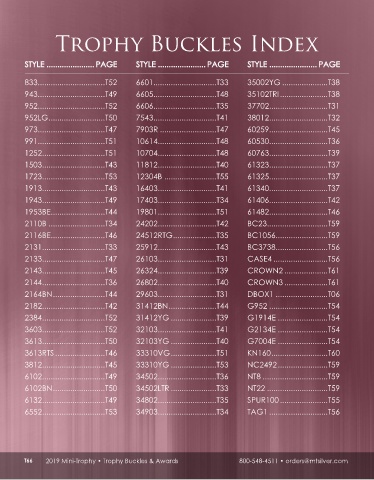 Trophy Buckles Index
STYLE ...................... PAGE
833...............................T52
943...............................T49
952...............................T52
952LG..........................T50
973...............................T47
991...............................T51
1252.............................T51
1503.............................T43
1723.............................T53
1913.............................T43
1943.............................T49
1953BE.........................T44
2110B ..........................T34
2116BE.........................T46
2131.............................T33
2133.............................T47
2143.............................T45
2144.............................T36
2164BN........................T44
2182.............................T42
2384.............................T52
3603.............................T52
3613.............................T50
3613RTS.......................T46
3812.............................T45
6102.............................T49
6102BN........................T50
6132.............................T49
6552.............................T53
STYLE ...................... PAGE
6601.............................T33
6605.............................T48
6606.............................T35
7543.............................T41
7903R ..........................T47
10614...........................T48
10704...........................T48
11812...........................T40
12304B ........................T55
16403...........................T41
17403...........................T34
19801...........................T51
24202...........................T42
24512RTG....................T35
25912...........................T43
26103...........................T31
26324...........................T39
26802...........................T40
29603...........................T31
31412BN......................T44
31412YG .....................T39
32103...........................T41
32103YG .....................T40
33310VG .....................T51
33310YG .....................T53
34502...........................T36
34502LTR .....................T33
34802...........................T35
34903...........................T34
STYLE ...................... PAGE
35002YG .....................T38
35102TRI......................T38
37702...........................T31
38012...........................T32
60259...........................T45
60530...........................T36
60763...........................T39
61323...........................T37
61325...........................T37
61340...........................T37
61406...........................T42
61482...........................T46
BC23............................T59
BC1056........................T59
BC3738........................T56
CASE4 .........................T56
CROWN2 ....................T61
CROWN3 ....................T61
DBOX1 ........................T06
G952 ...........................T54
G1914E .......................T54
G2134E .......................T54
G7004E .......................T54
KN160..........................T60
NC2492.......................T59
NT8 ..............................T59
NT22 ............................T59
SPUR100......................T55
TAG1 ...........................T56
T66 2019 Mini-Trophy • Trophy Buckles & Awards 800-548-4511 • orders@mtsilver.com